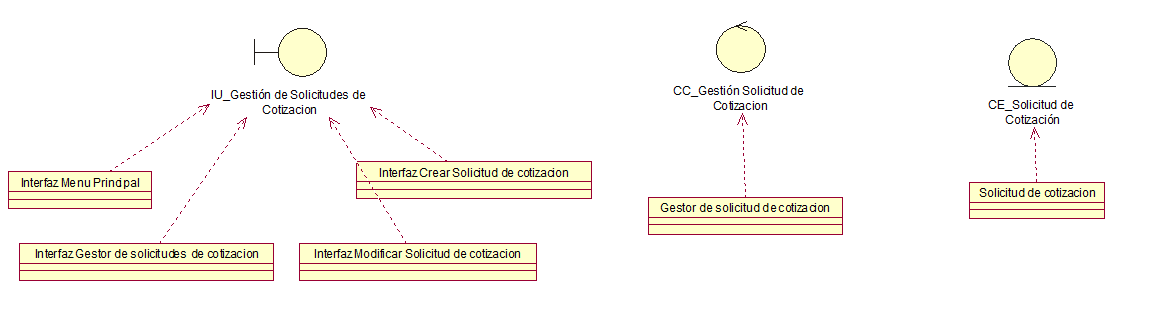 IU_Gestión de Solicitudes de
Cotizacion
CC_Gestión Solicitud de
Cotizacion
CE_Solicitud de
Cotización
Interfaz Menu Principal
Interfaz Crear Solicitud de cotizacion
Gestor de solicitud de cotizacion
Solicitud de cotizacion
Interfaz Gestor de solicitudes de cotizacion
Interfaz Modificar Solicitud de cotizacion